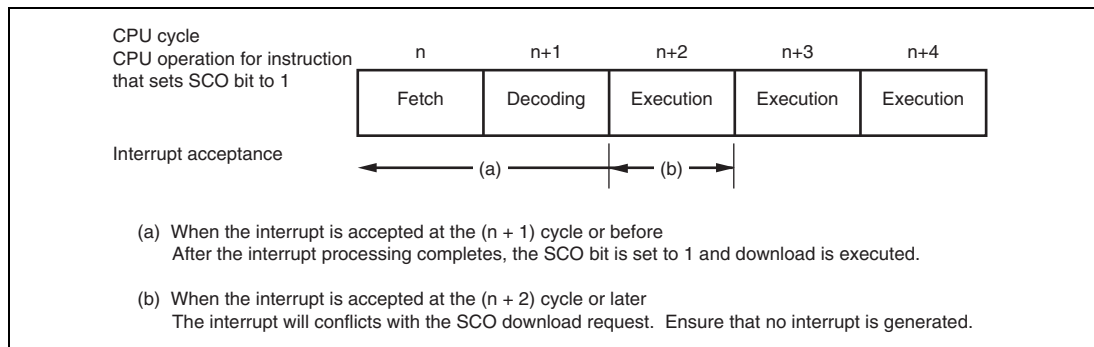 CPU cycle
CPU operation for instruction
that sets SCO bit to 1
n n+1 n+2 n+3 n+4
Fetch Decoding Execution Execution Execution
Interrupt acceptance
(a) (b)
(a) When the interrupt is accepted at the (n + 1) cycle or before
After the interrupt processing completes, the SCO bit is set to 1 and download is executed.
(b) When the interrupt is accepted at the (n + 2) cycle or later
The interrupt will conflicts with the SCO download request. Ensure that no interrupt is generated.